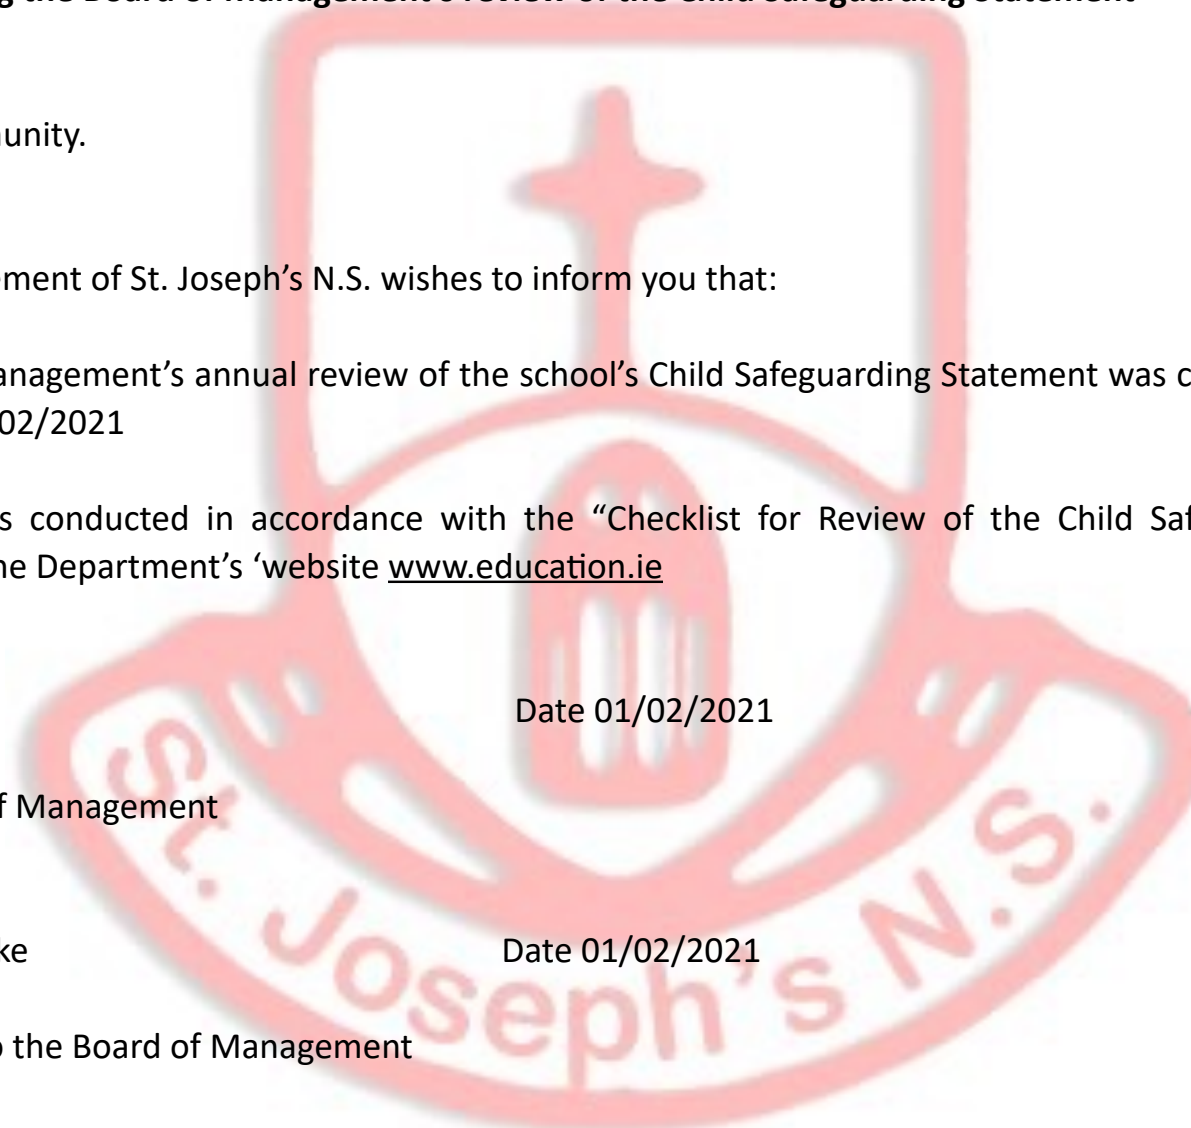 g the Board of Management's review of the Child Safeguarding Statement
unity.
ement of St. Joseph’s N.S. wishes to inform you that:
anagement’s annual review of the school’s Child Safeguarding Statement was c
02/2021
s conducted in accordance with the “Checklist for Review of the Child Saf
he Department’s ‘website www.education.ie
Date 01/02/2021
f Management
ke Date 01/02/2021
o the Board of Management
St. Joseph's N.S.